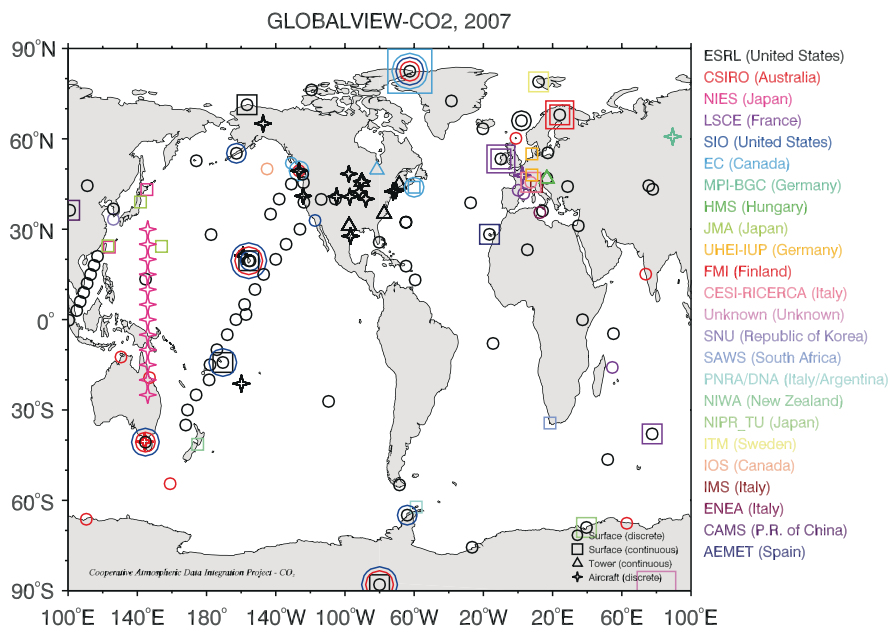 GLOBALVIEW-CO2, 2007
90°N
60°N
30°N
0°
30°S
60°S
90°S
100°E
140°E
180°
140°W
100°W
60°W
20°W
20°E
60°E
100°E
Surface (discrete)
Surface (continuous)
Tower (continuous)
Aircraft (discrete)
Cooperative Atmospheric Data Integration Project - CO₂
ESRL (United States)
CSIRO (Australia)
NIES (Japan)
LSCE (France)
SIO (United States)
EC (Canada)
MPI-BGC (Germany)
HMS (Hungary)
JMA (Japan)
UHEI-IUP (Germany)
FMI (Finland)
CESI-RICERCA (Italy)
Unknown (Unknown)
SNU (Republic of Korea)
SAWS (South Africa)
PNRA/DNA (Italy/Argentina)
NIWA (New Zealand)
NIPR_TU (Japan)
ITM (Sweden)
IOS (Canada)
IMS (Italy)
ENEA (Italy)
CAMS (P.R. of China)
AEMET (Spain)